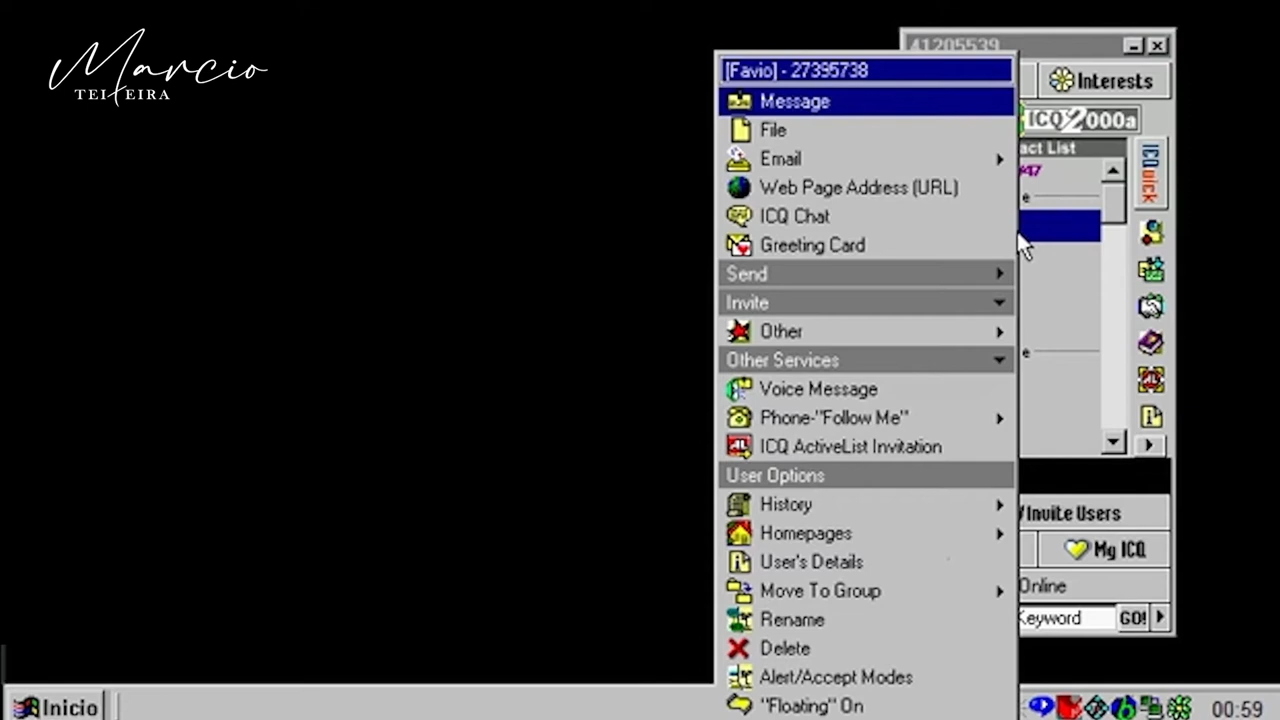 Marcio
TEIXEIRA
41205539
[Favio] - 27395738
Message
Interests
File
ICQ2000a
Email
act List
ICQuick
#47
Web Page Address (URL)
e
ICQ Chat
Greeting Card
Send
Invite
Other
e
Other Services
Voice Message
Phone-"Follow Me"
ICQ ActiveList Invitation
User Options
History
/ Invite Users
Homepages
My ICQ
User's Details
Online
Move To Group
Rename
Keyword
GO!
Delete
Alert/Accept Modes
"Floating" On
Inicio
00:59